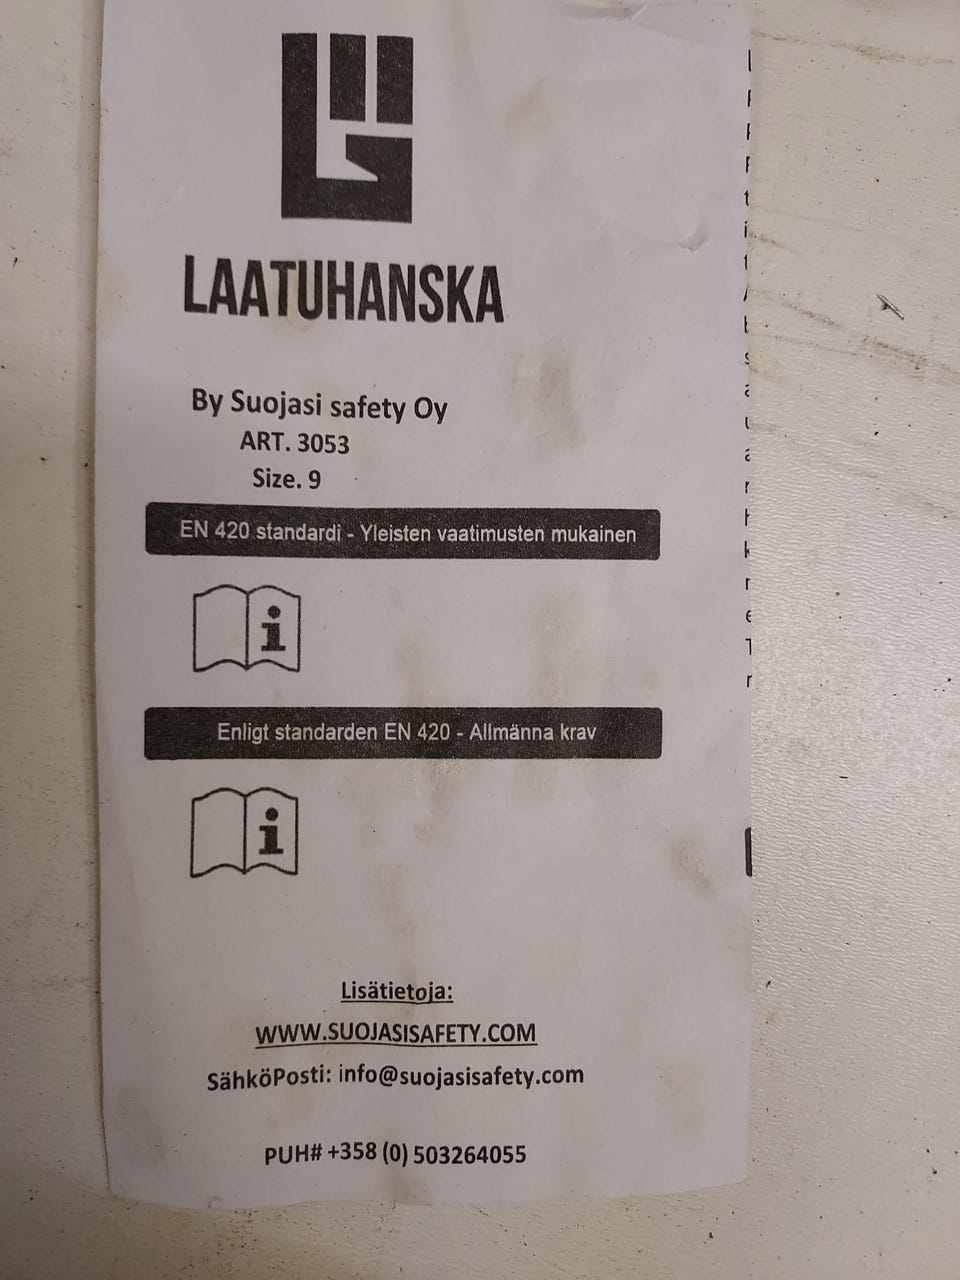 LAATUHANSKA
By Suojasi safety Oy
ART. 3053
Size. 9
EN 420 standardi - Yleisten vaatimusten mukainen
i
Enligt standarden EN 420 - Allmänna krav
i
Lisätietoja:
WWW.SUOJASISAFETY.COM
SähköPosti: info@suojasisafety.com
PUH# +358 (0) 503264055